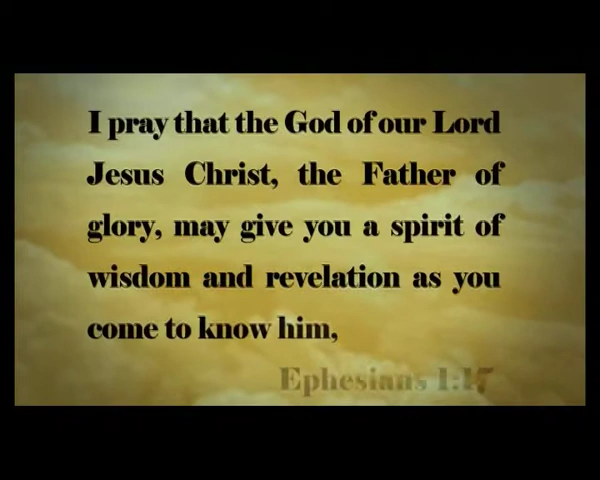 I pray that the God of our Lord
Jesus Christ, the Father of
glory, may give you a spirit of
wisdom and revelation as you
come to know him,
Ephesians 1:17